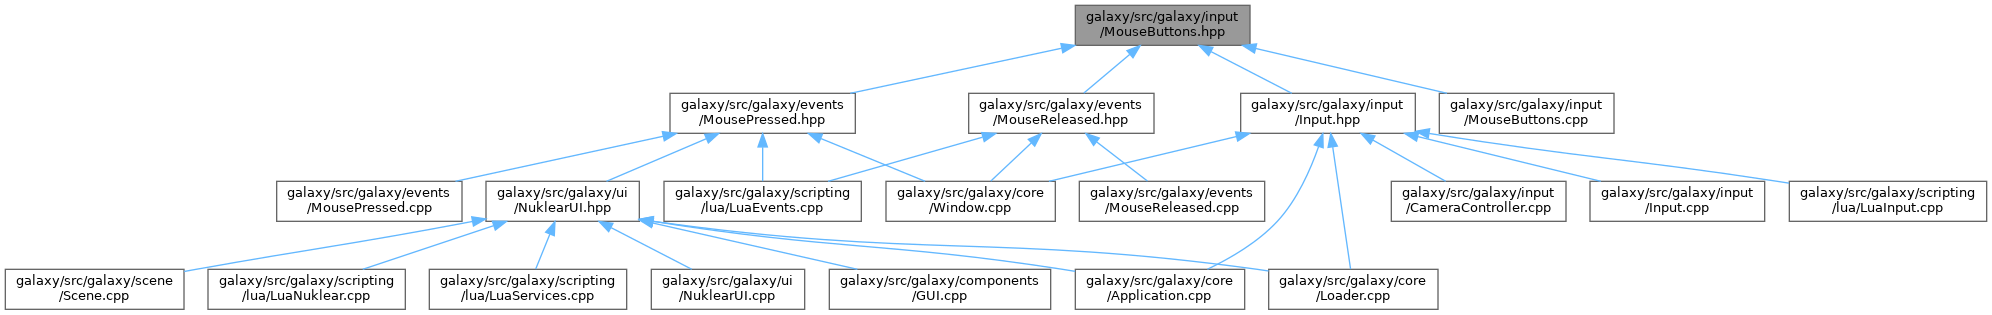 galaxy/src/galaxy/input
/MouseButtons.hpp
galaxy/src/galaxy/events
/MousePressed.hpp
galaxy/src/galaxy/events
/MouseReleased.hpp
galaxy/src/galaxy/input
/Input.hpp
galaxy/src/galaxy/input
/MouseButtons.cpp
galaxy/src/galaxy/events
/MousePressed.cpp
galaxy/src/galaxy/ui
/NuklearUI.hpp
galaxy/src/galaxy/scripting
/lua/LuaEvents.cpp
galaxy/src/galaxy/core
/Window.cpp
galaxy/src/galaxy/events
/MouseReleased.cpp
galaxy/src/galaxy/input
/CameraController.cpp
galaxy/src/galaxy/input
/Input.cpp
galaxy/src/galaxy/scripting
/lua/LuaInput.cpp
galaxy/src/galaxy/scene
/Scene.cpp
galaxy/src/galaxy/scripting
/lua/LuaNuklear.cpp
galaxy/src/galaxy/scripting
/lua/LuaServices.cpp
galaxy/src/galaxy/ui
/NuklearUI.cpp
galaxy/src/galaxy/components
/GUI.cpp
galaxy/src/galaxy/core
/Application.cpp
galaxy/src/galaxy/core
/Loader.cpp